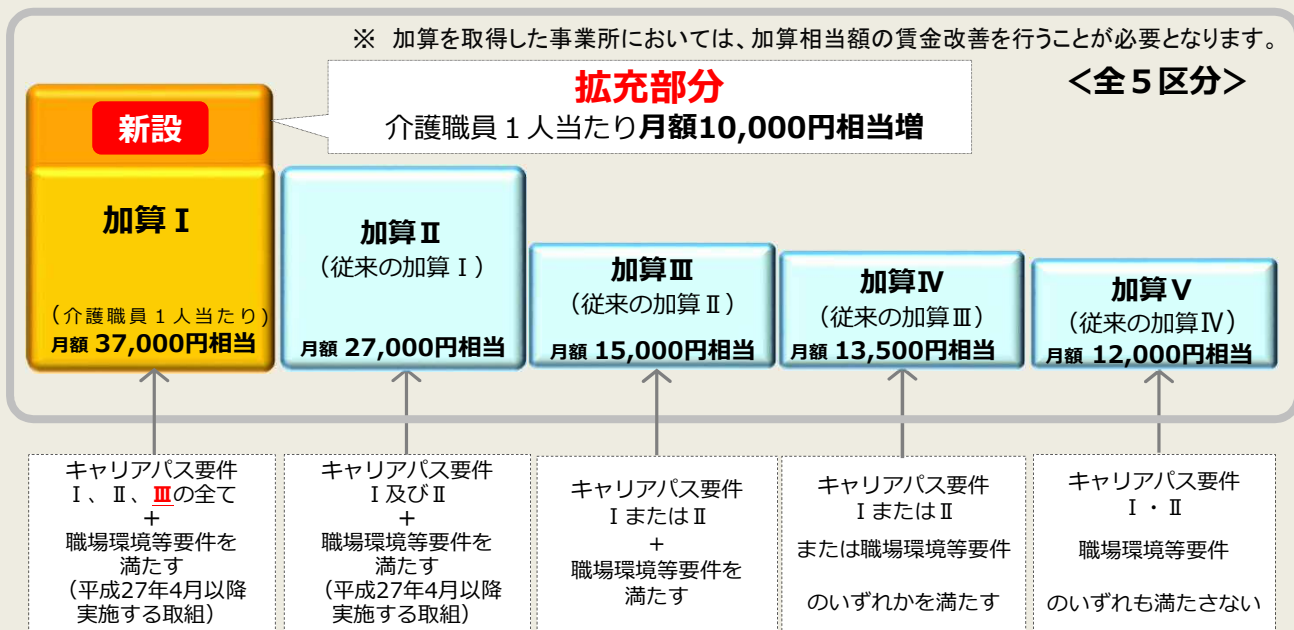 ※ 加算を取得した事業所においては、加算相当額の賃金改善を行うことが必要となります。
<全5区分>
拡充部分
介護職員1人当たり月額10,000円相当増
新設
加算Ⅰ
(介護職員1人当たり)
月額 37,000円相当
加算Ⅱ
(従来の加算Ⅰ)
月額 27,000円相当
加算Ⅲ
(従来の加算Ⅱ)
月額 15,000円相当
加算Ⅳ
(従来の加算Ⅲ)
月額 13,500円相当
加算Ⅴ
(従来の加算Ⅳ)
月額 12,000円相当
キャリアパス要件
Ⅰ、Ⅱ、Ⅲの全て
+
職場環境等要件を
満たす
(平成27年4月以降
実施する取組)
キャリアパス要件
Ⅰ及びⅡ
+
職場環境等要件を
満たす
(平成27年4月以降
実施する取組)
キャリアパス要件
ⅠまたはⅡ
+
職場環境等要件を
満たす
キャリアパス要件
ⅠまたはⅡ
または職場環境等要件
のいずれかを満たす
キャリアパス要件
Ⅰ・Ⅱ
職場環境等要件
のいずれも満たさない